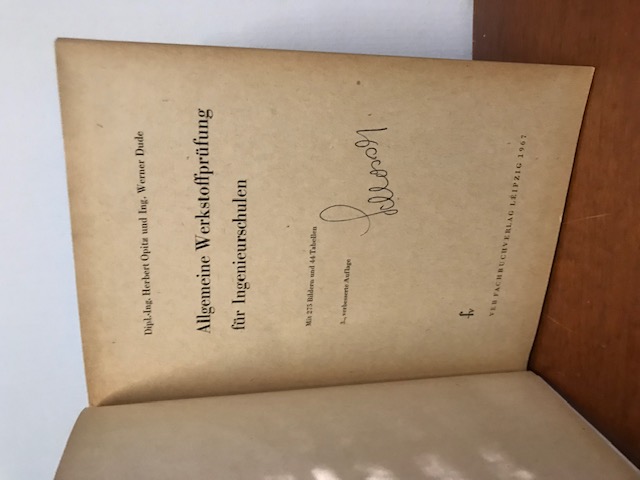 Dipl.-Ing. Herbert Opitz und Ing. Werner Dude
Allgemeine Werkstoffprüfung
für Ingenieurschulen
Mit 275 Bildern und 44 Tabellen
3., verbesserte Auflage
fv
VEB FACHBUCHVERLAG LEIPZIG 1967